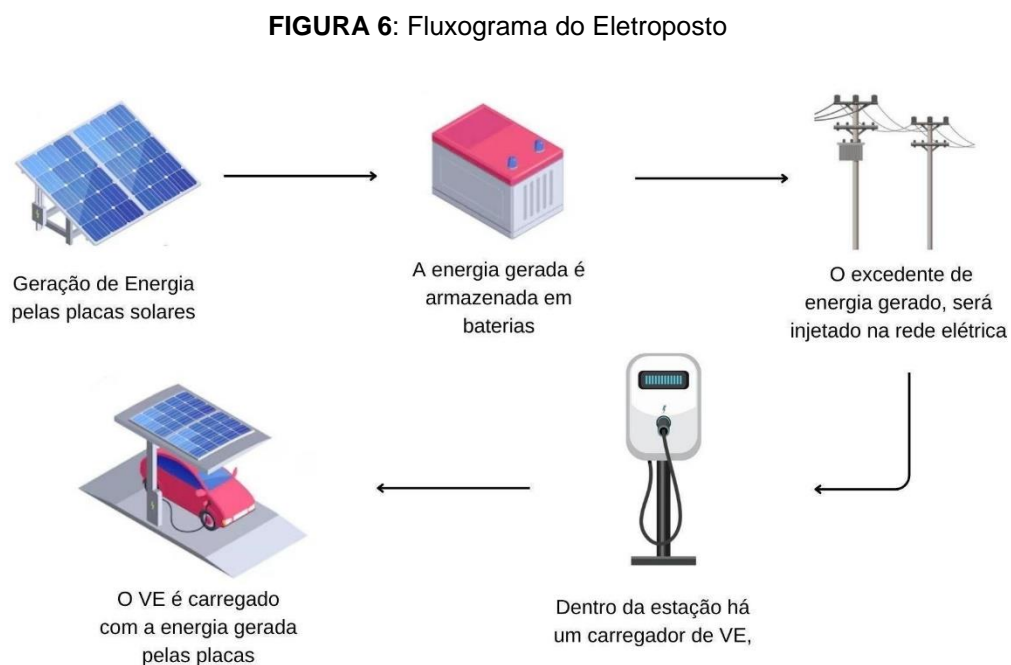 FIGURA 6: Fluxograma do Eletroposto
Geração de Energia
pelas placas solares
A energia gerada é
armazenada em
baterias
O excedente de
energia gerado, será
injetado na rede elétrica
O VE é carregado
com a energia gerada
pelas placas
Dentro da estação há
um carregador de VE,